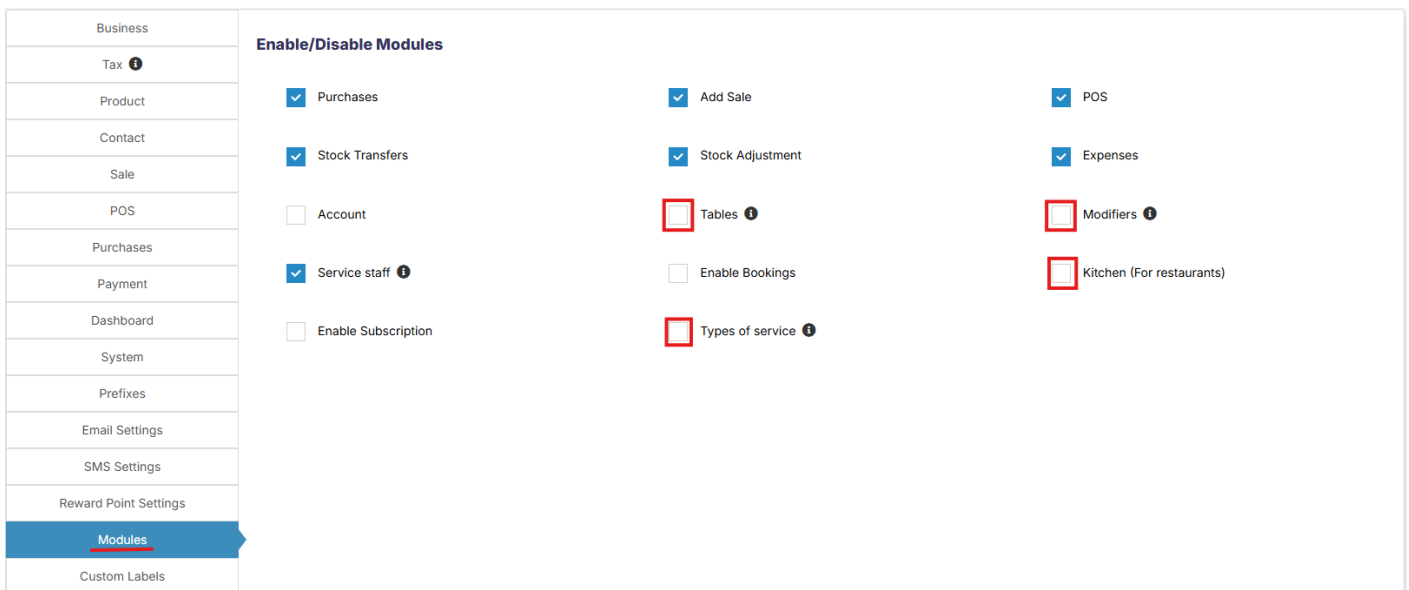 Business
Tax
Product
Contact
Sale
POS
Purchases
Payment
Dashboard
System
Prefixes
Email Settings
SMS Settings
Reward Point Settings
Modules
Custom Labels
Enable/Disable Modules
Purchases
Add Sale
POS
Stock Transfers
Stock Adjustment
Expenses
Account
Tables
Modifiers
Service staff
Enable Bookings
Kitchen (For restaurants)
Enable Subscription
Types of service